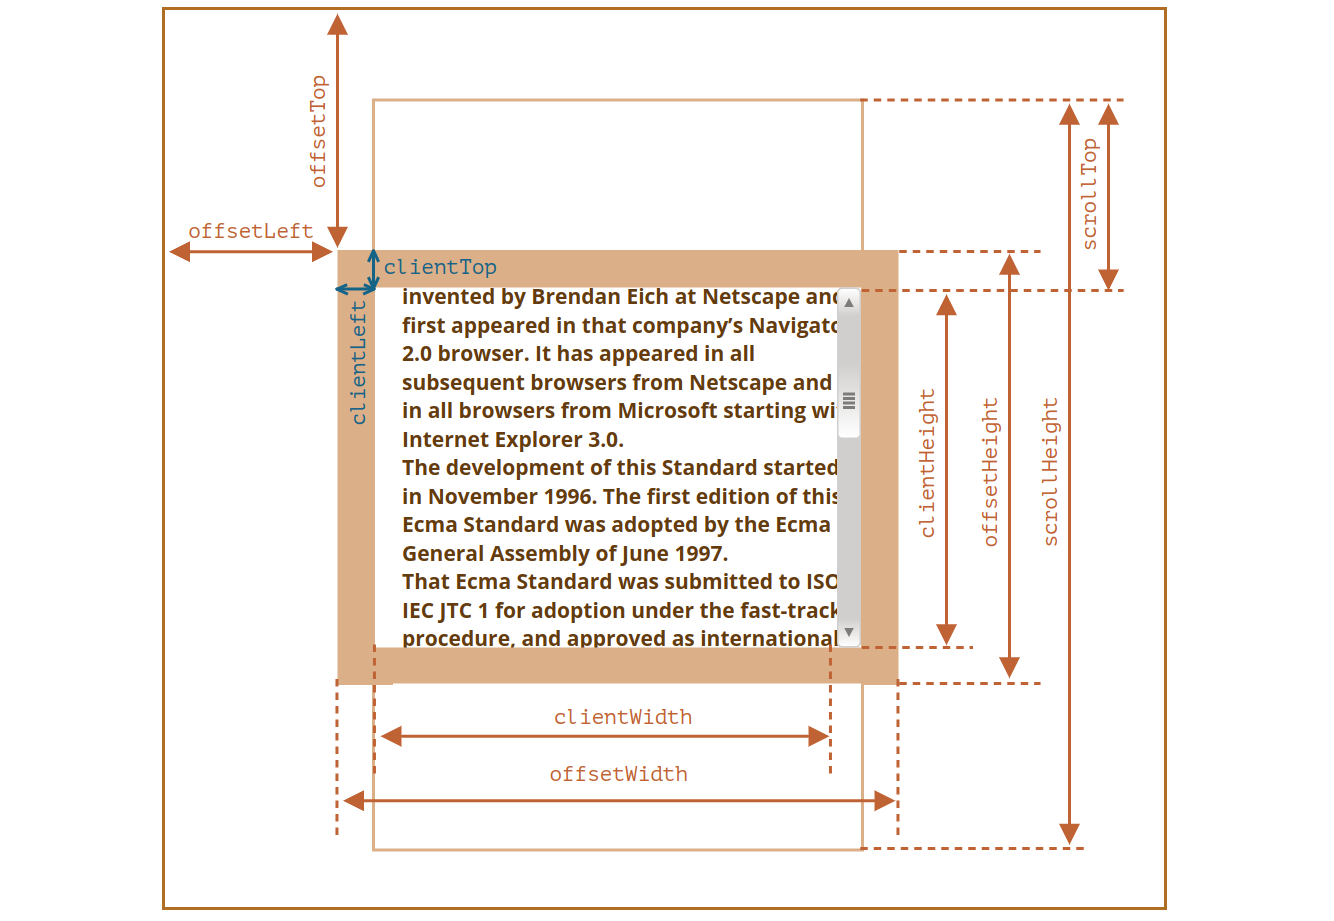 offsetTop
offsetLeft
scrollTop
clientTop
clientLeft
invented by Brendan Eich at Netscape and
first appeared in that company’s Navigato
2.0 browser. It has appeared in all
subsequent browsers from Netscape and
in all browsers from Microsoft starting wi
Internet Explorer 3.0.
The development of this Standard started
in November 1996. The first edition of this
Ecma Standard was adopted by the Ecma
General Assembly of June 1997.
That Ecma Standard was submitted to ISO
IEC JTC 1 for adoption under the fast-track
procedure, and approved as international
clientHeight
offsetHeight
scrollHeight
clientWidth
offsetWidth